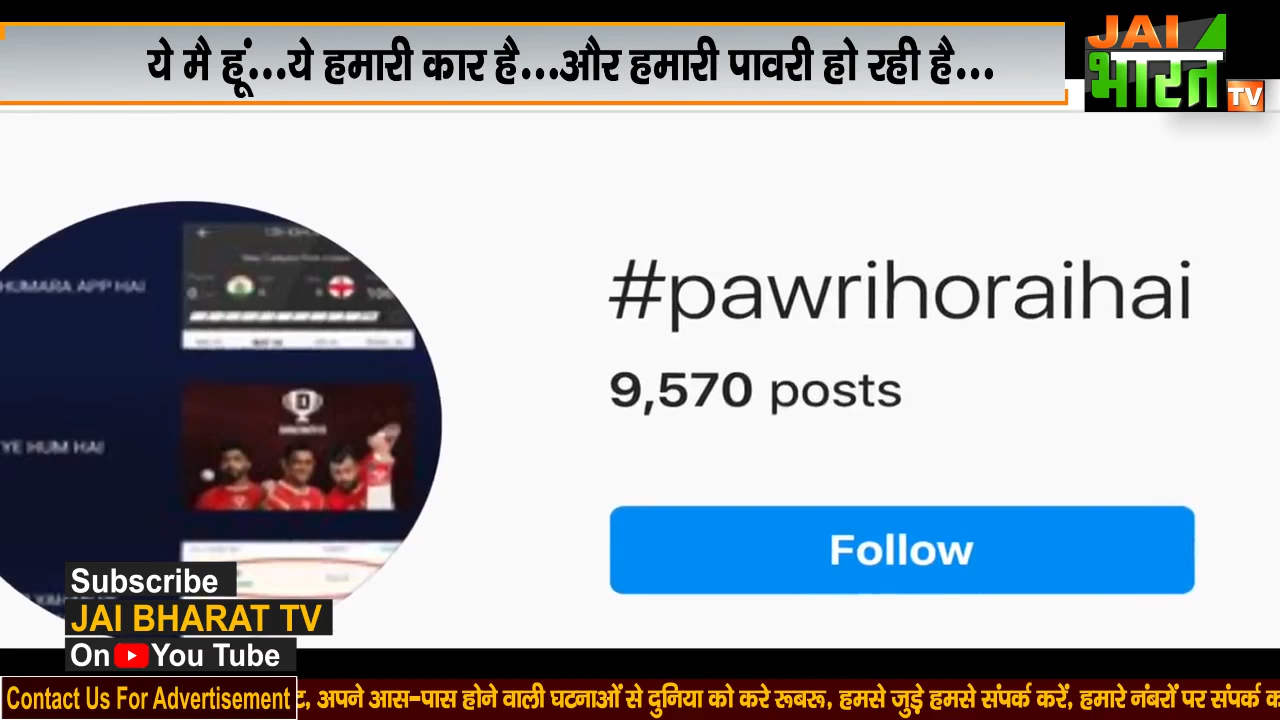 ये मै हूं...ये हमारी कार है...और हमारी पावरी हो रही है...
JAI
भारत
TV
HUMARA APP HAI
YE HUM HAI
#pawrihoraihai
9,570 posts
Follow
Subscribe
JAI BHARAT TV
On You Tube
Contact Us For Advertisement
, अपने आस-पास होने वाली घटनाओं से दुनिया को करे रूबरू, हमसे जुड़े हमसे संपर्क करें, हमारे नंबरों पर संपर्क